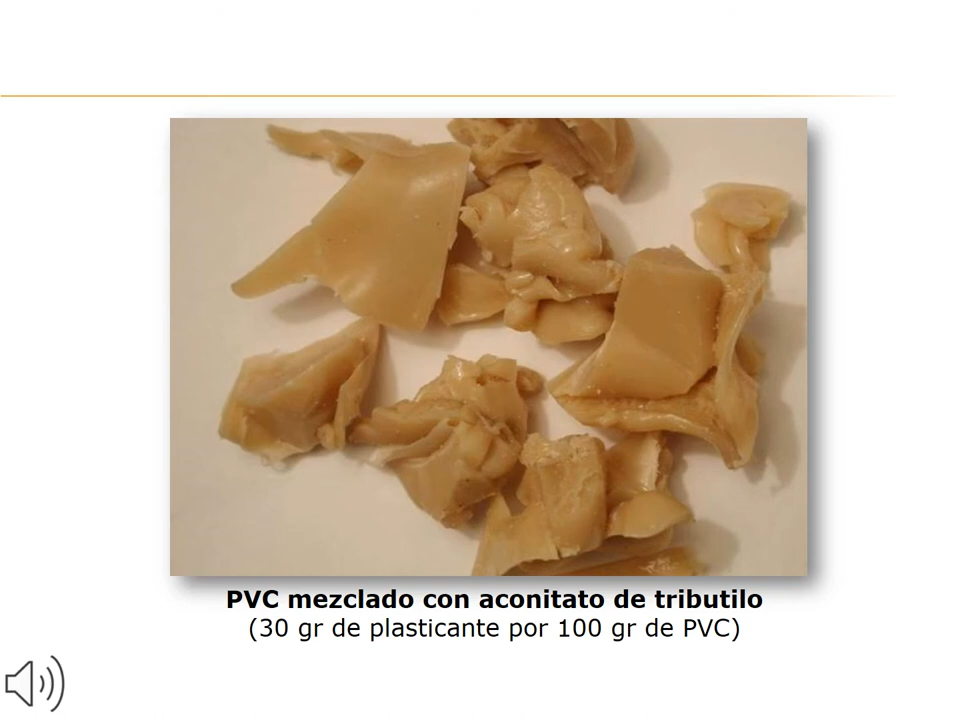 PVC mezclado con aconitato de tributilo
(30 gr de plasticante por 100 gr de PVC)